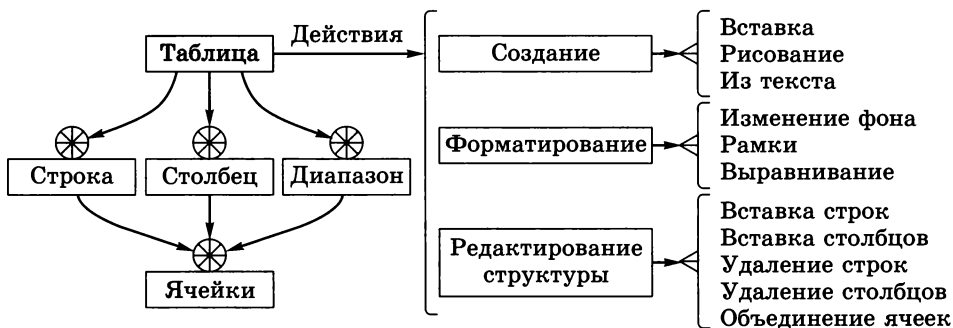 Таблица
Действия
Строка
Столбец
Диапазон
Ячейки
Создание
Вставка
Рисование
Из текста
Форматирование
Изменение фона
Рамки
Выравнивание
Редактирование
структуры
Вставка строк
Вставка столбцов
Удаление строк
Удаление столбцов
Объединение ячеек